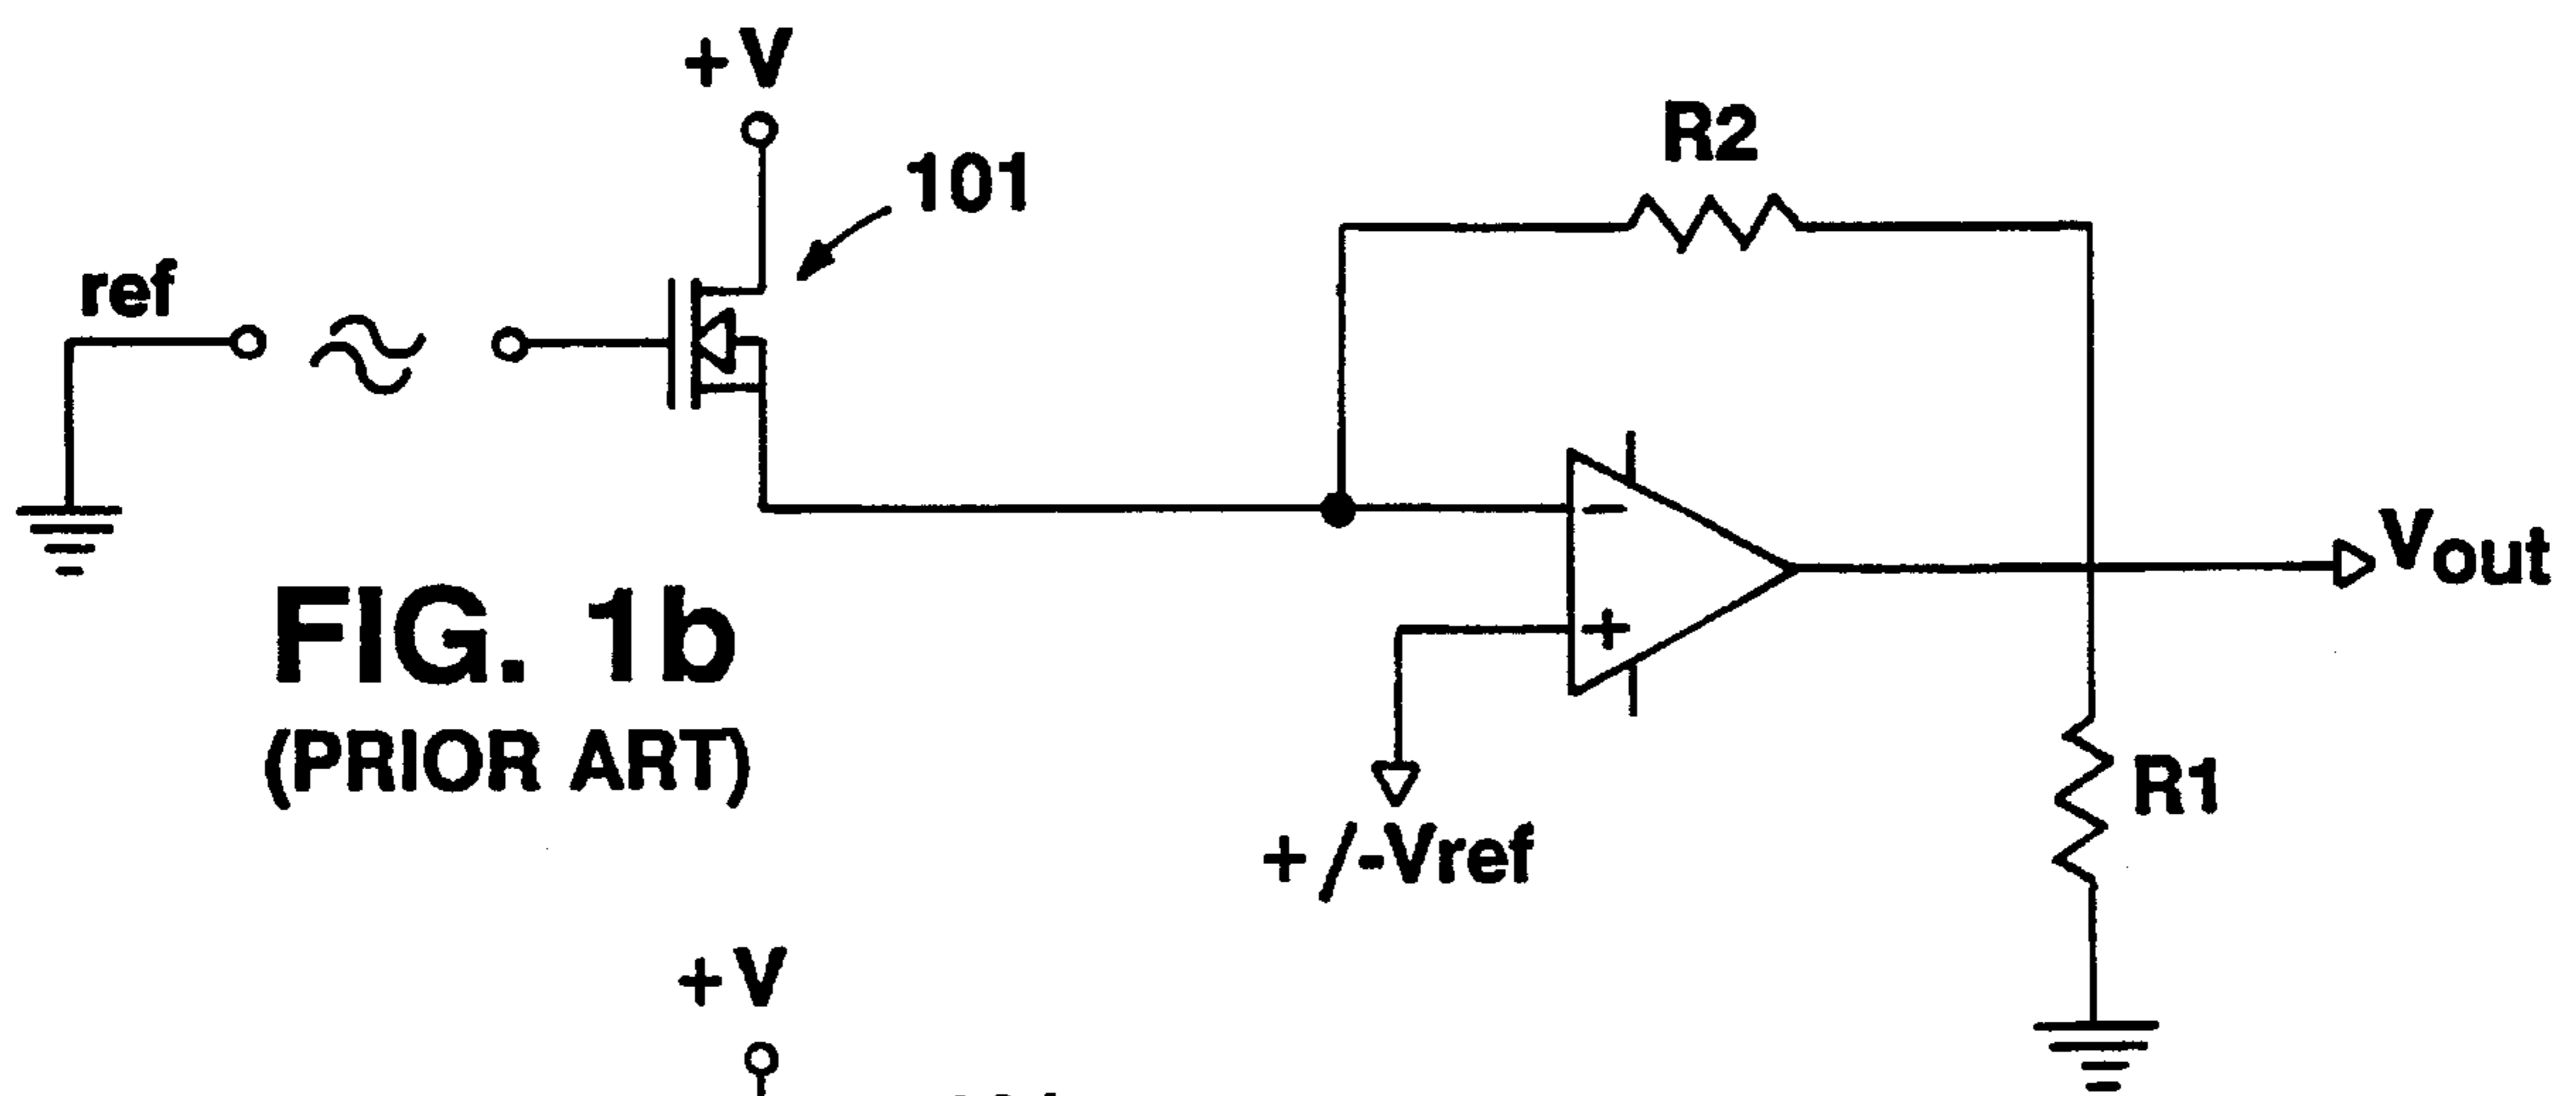 +V
101
R2
ref
-
+
Vout
FIG. 1b
(PRIOR ART)
+/-Vref
R1
+V